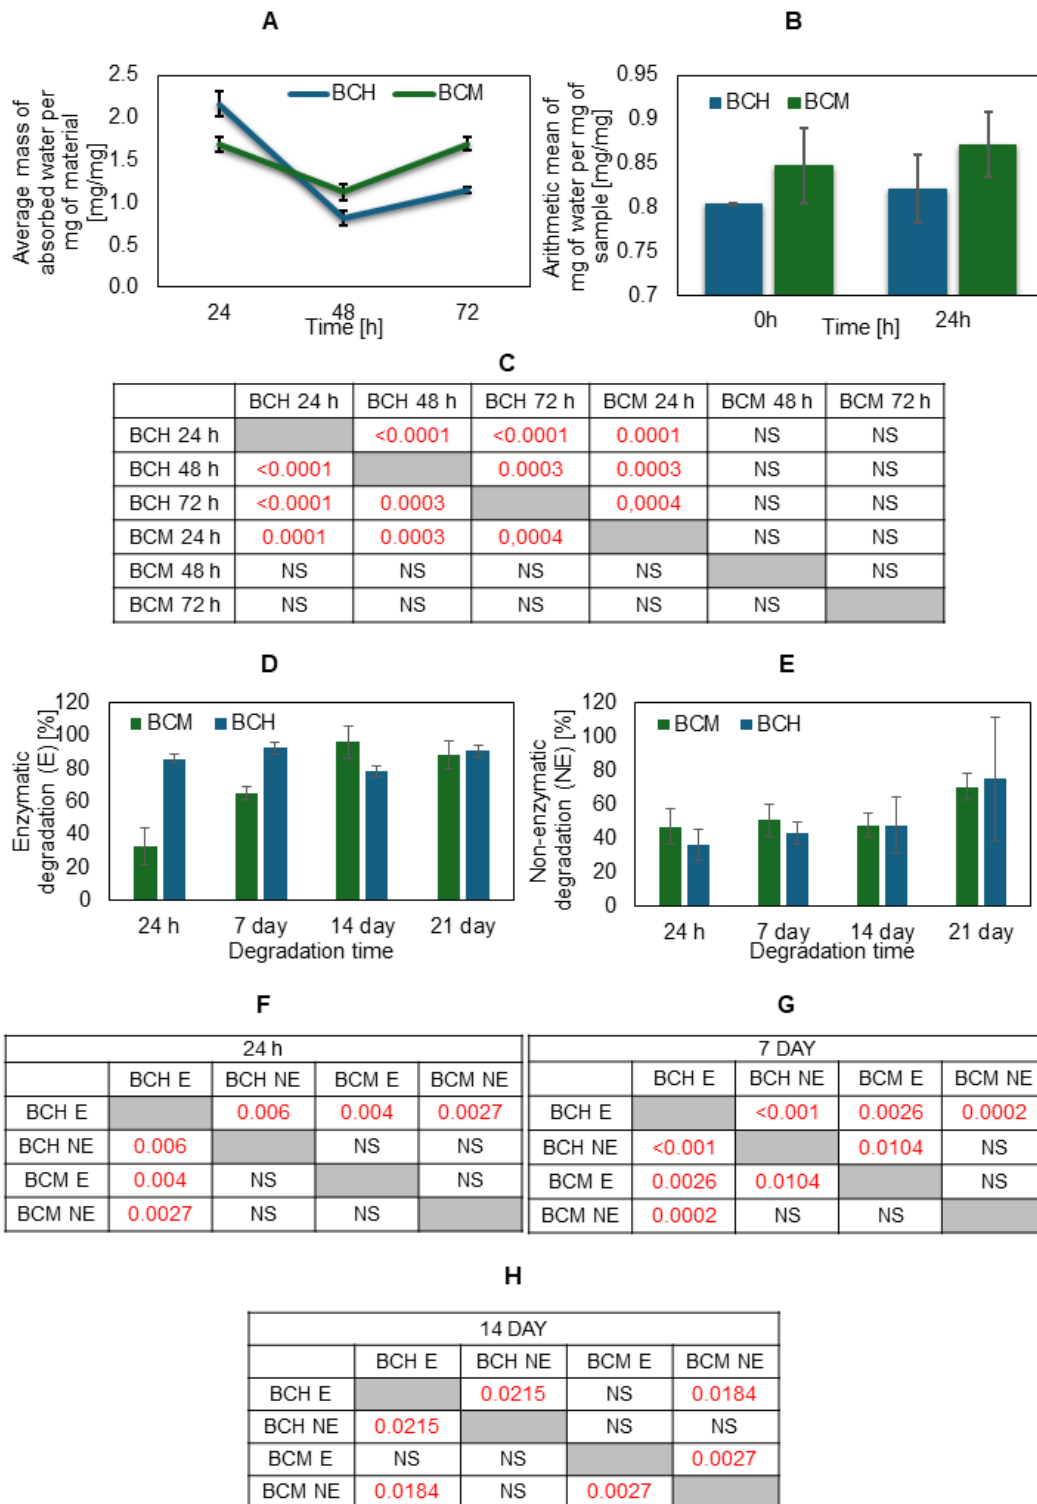 A
B
Average mass of
absorbed water per
mg of material
[mg/mg]
2.5
2.0
1.5
1.0
0.5
0.0
BCH BCM
24 48 72
Time [h]
Arithmetic mean of
mg of water per mg of
sample [mg/mg]
0.95
0.9
0.85
0.8
0.75
0.7
BCH BCM
0h 24h
Time [h]
C
BCH 24 h BCH 48 h BCH 72 h BCM 24 h BCM 48 h BCM 72 h
BCH 24 h <0.0001 <0.0001 0.0001 NS NS
BCH 48 h <0.0001 0.0003 0.0003 NS NS
BCH 72 h <0.0001 0.0003 0,0004 NS NS
BCM 24 h 0.0001 0.0003 0,0004 NS NS
BCM 48 h NS NS NS NS NS
BCM 72 h NS NS NS NS NS
D
E
Enzymatic
degradation (E) [%]
120
100
80
60
40
20
0
BCM BCH
24 h 7 day 14 day 21 day
Degradation time
Non-enzymatic
degradation (NE) [%]
120
100
80
60
40
20
0
BCM BCH
24 h 7 day 14 day 21 day
Degradation time
F
24 h
BCH E BCH NE BCM E BCM NE
BCH E 0.006 0.004 0.0027
BCH NE 0.006 NS NS
BCM E 0.004 NS NS
BCM NE 0.0027 NS NS
G
7 DAY
BCH E BCH NE BCM E BCM NE
BCH E <0.001 0.0026 0.0002
BCH NE <0.001 0.0104 NS
BCM E 0.0026 0.0104 NS
BCM NE 0.0002 NS NS
H
14 DAY
BCH E BCH NE BCM E BCM NE
BCH E 0.0215 NS 0.0184
BCH NE 0.0215 NS NS
BCM E NS NS 0.0027
BCM NE 0.0184 NS 0.0027